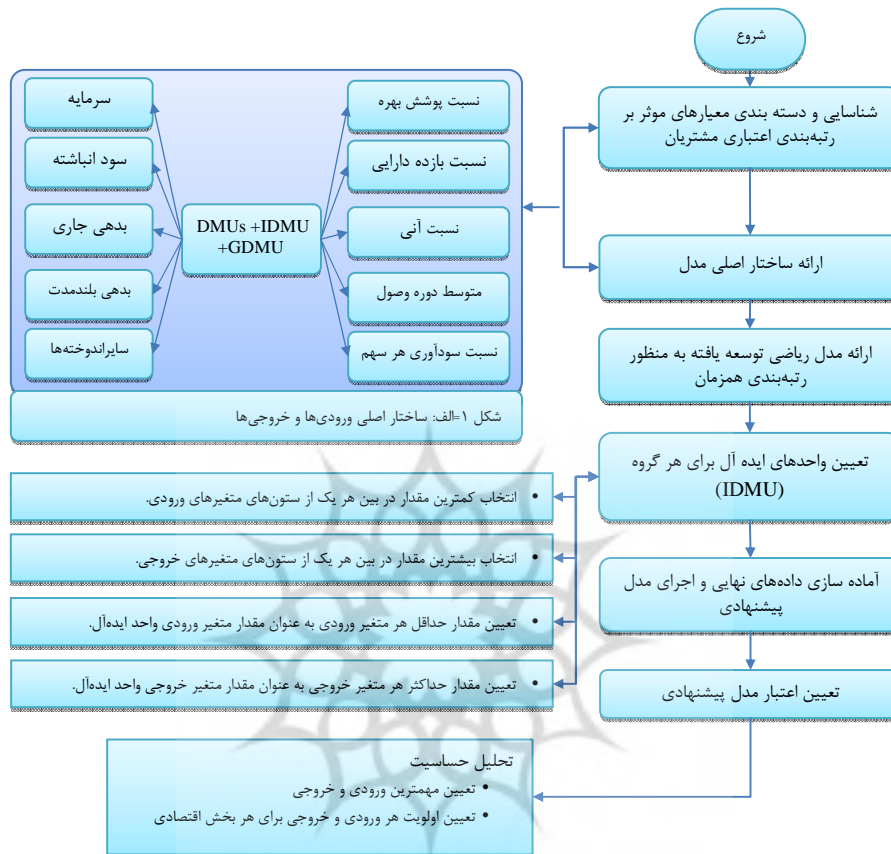 شروع
شناسایی و دسته بندی معیارهای موثر بر
رتبه‌بندی اعتباری مشتریان
ارائه ساختار اصلی مدل
ارائه مدل ریاضی توسعه یافته به منظور
رتبه‌بندی همزمان
تعیین واحدهای ایده آل برای هر گروه
(IDMU)
آماده سازی داده‌های نهایی و اجرای مدل
پیشنهادی
تعیین اعتبار مدل پیشنهادی
نسبت پوشش بهره
نسبت بازده دارایی
نسبت آنی
متوسط دوره وصول
نسبت سودآوری هر سهم
DMUs +IDMU
+GDMU
سرمایه
سود انباشته
بدهی جاری
بدهی بلندمدت
سایراندوخته‌ها
شکل ۱=الف: ساختار اصلی ورودی‌ها و خروجی‌ها
• انتخاب کمترین مقدار در بین هر یک از ستون‌های متغیرهای ورودی.
• انتخاب بیشترین مقدار در بین هر یک از ستون‌های متغیرهای خروجی.
• تعیین مقدار حداقل هر متغیر ورودی به عنوان مقدار متغیر ورودی واحد ایده‌آل.
• تعیین مقدار حداکثر هر متغیر خروجی به عنوان مقدار متغیر خروجی واحد ایده‌آل.
تحلیل حساسیت
• تعیین مهمترین ورودی و خروجی
• تعیین اولویت هر ورودی و خروجی برای هر بخش اقتصادی